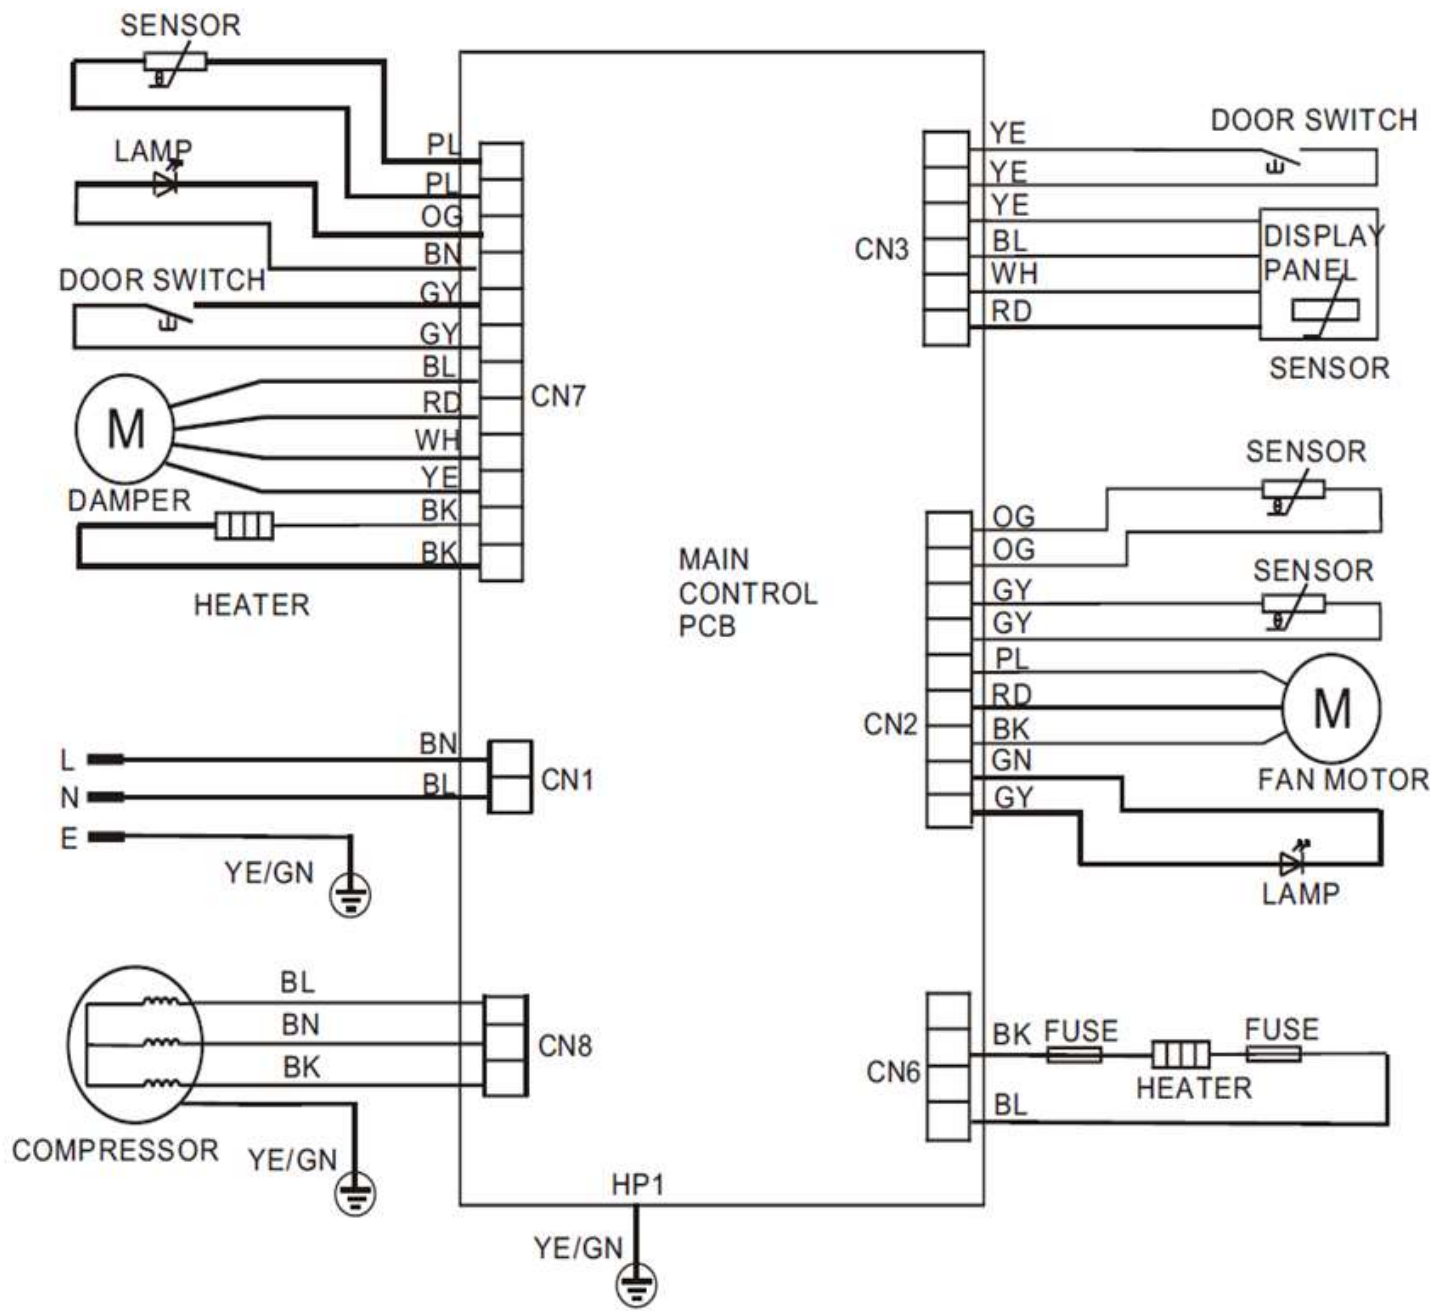 SENSOR
PL
LAMP
PL
OG
BN
DOOR SWITCH
GY
GY
BL
CN7
RD
M
WH
YE
DAMPER
BK
BK
HEATER
MAIN
CONTROL
PCB
YE
DOOR SWITCH
YE
YE
CN3
BL
DISPLAY
PANEL
WH
RD
SENSOR
SENSOR
OG
OG
SENSOR
GY
GY
PL
RD
M
CN2
BK
GN
FAN MOTOR
GY
LAMP
L
BN
CN1
N
BL
E
YE/GN
BL
BN
CN8
BK
COMPRESSOR
YE/GN
BK
FUSE
FUSE
CN6
HEATER
BL
HP1
YE/GN